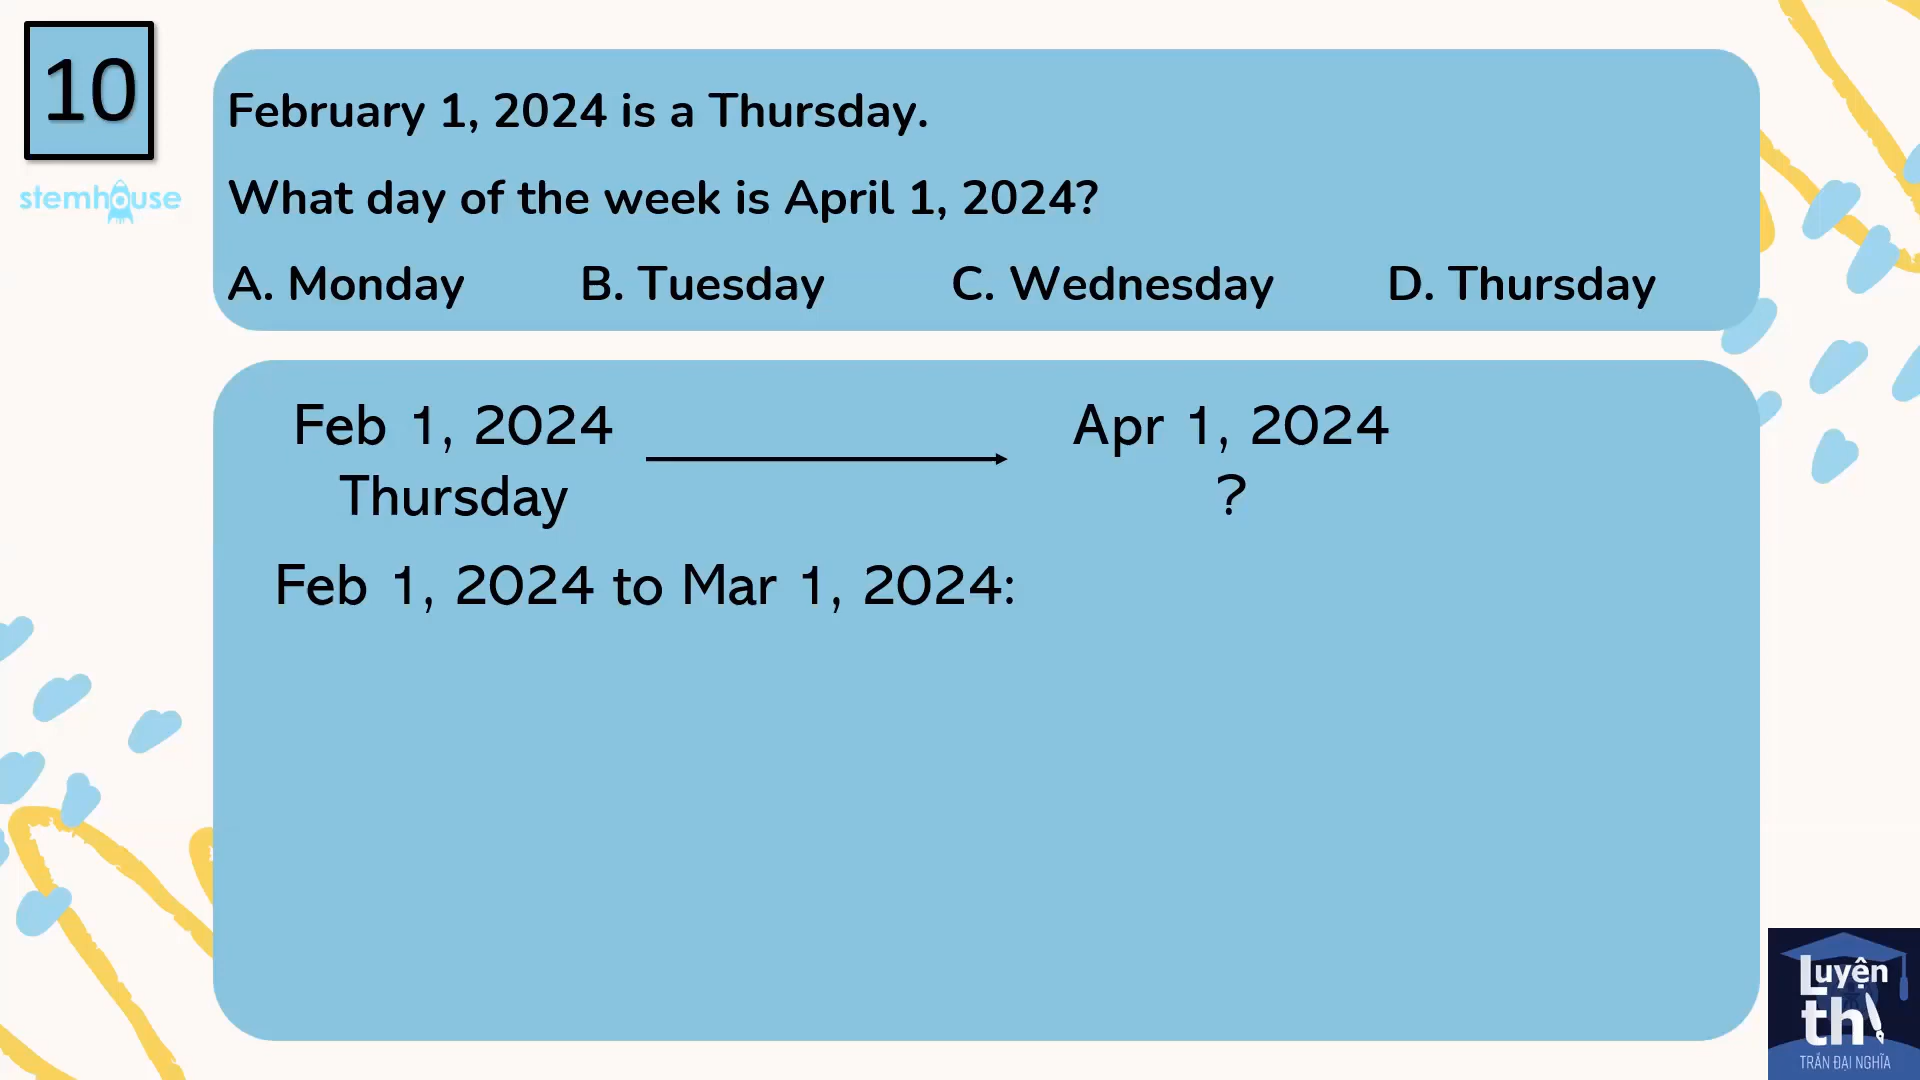 10
stemhouse
February 1, 2024 is a Thursday.
What day of the week is April 1, 2024?
A. Monday B. Tuesday C. Wednesday D. Thursday
Feb 1, 2024 Apr 1, 2024
Thursday ?
Feb 1, 2024 to Mar 1, 2024:
Luyện
thi
TRẦN ĐẠI NGHĨA